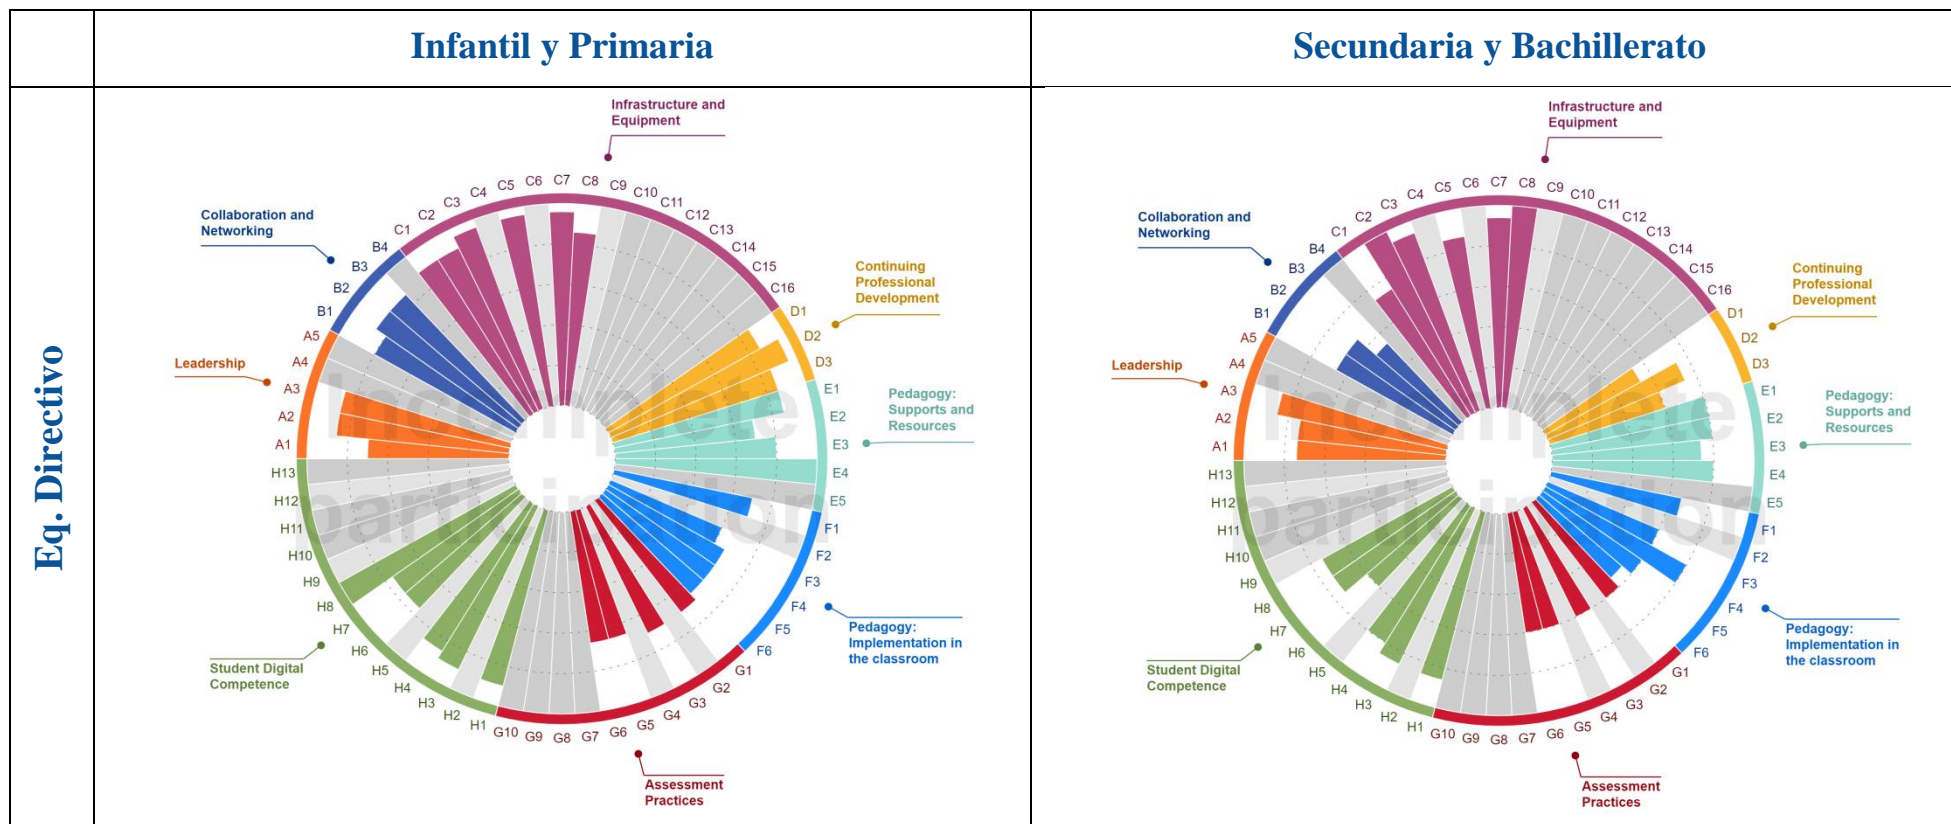 Infantil y Primaria
Secundaria y Bachillerato
Eq. Directivo
Infrastructure and
Equipment
Collaboration and
Networking
Continuing
Professional
Development
Leadership
Pedagogy:
Supports and
Resources
Pedagogy:
Implementation in
the classroom
Student Digital
Competence
Assessment
Practices
A1
A2
A3
A4
A5
B1
B2
B3
B4
C1
C2
C3
C4
C5
C6
C7
C8
C9
C10
C11
C12
C13
C14
C15
C16
D1
D2
D3
E1
E2
E3
E4
E5
F1
F2
F3
F4
F5
F6
G1
G2
G3
G4
G5
G6
G7
G8
G9
G10
H1
H2
H3
H4
H5
H6
H7
H8
H9
H10
H11
H12
H13
Incomplete
participation
Infrastructure and
Equipment
Collaboration and
Networking
Continuing
Professional
Development
Leadership
Pedagogy:
Supports and
Resources
Pedagogy:
Implementation in
the classroom
Student Digital
Competence
Assessment
Practices
A1
A2
A3
A4
A5
B1
B2
B3
B4
C1
C2
C3
C4
C5
C6
C7
C8
C9
C10
C11
C12
C13
C14
C15
C16
D1
D2
D3
E1
E2
E3
E4
E5
F1
F2
F3
F4
F5
F6
G1
G2
G3
G4
G5
G6
G7
G8
G9
G10
H1
H2
H3
H4
H5
H6
H7
H8
H9
H10
H11
H12
H13
Incomplete
participation